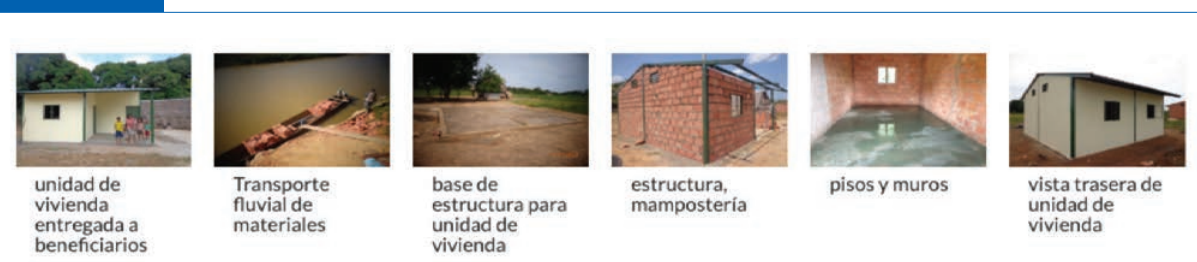 unidad de
vivienda
entregada a
beneficiarios
Transporte
fluvial de
materiales
base de
estructura para
unidad de
vivienda
estructura,
mampostería
pisos y muros
vista trasera de
unidad de
vivienda